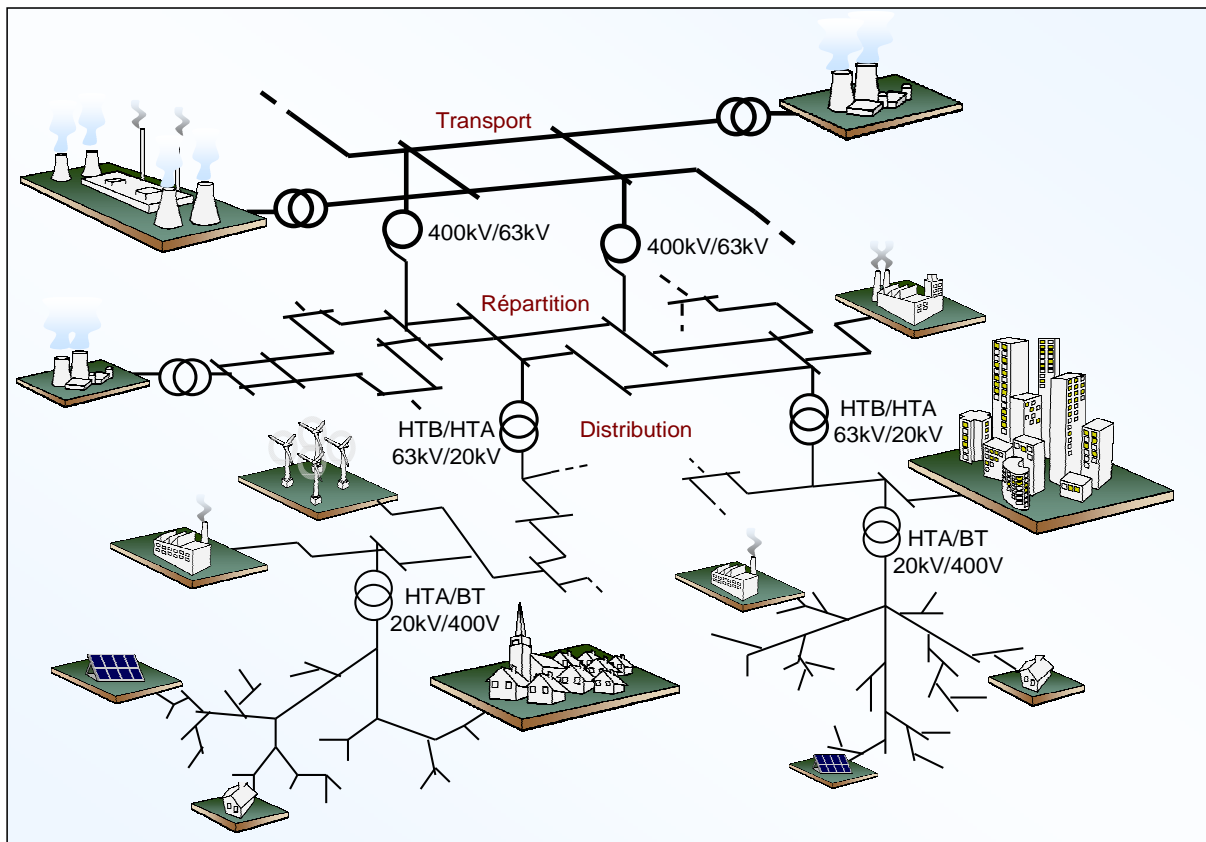 Transport
400kV/63kV
400kV/63kV
Répartition
HTB/HTA
63kV/20kV
Distribution
HTB/HTA
63kV/20kV
HTA/BT
20kV/400V
HTA/BT
20kV/400V